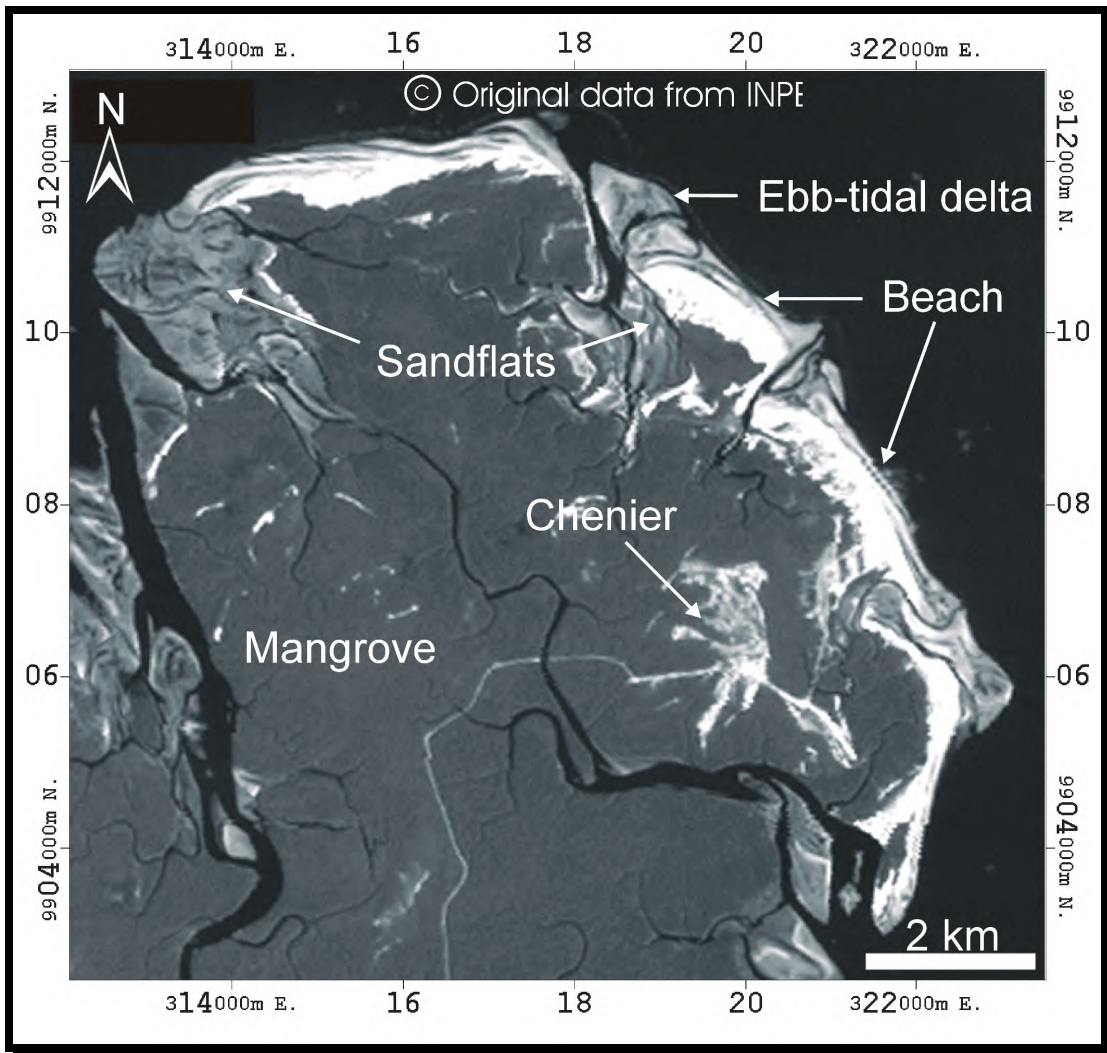 314000m E.
16
18
20
322000m E.
© Original data from INPE
N
9912000m N.
9912000m N.
Ebb-tidal delta
Beach
10
10
Sandflats
08
08
Chenier
Mangrove
06
06
9904000m N.
9904000m N.
2 km
314000m E.
16
18
20
322000m E.